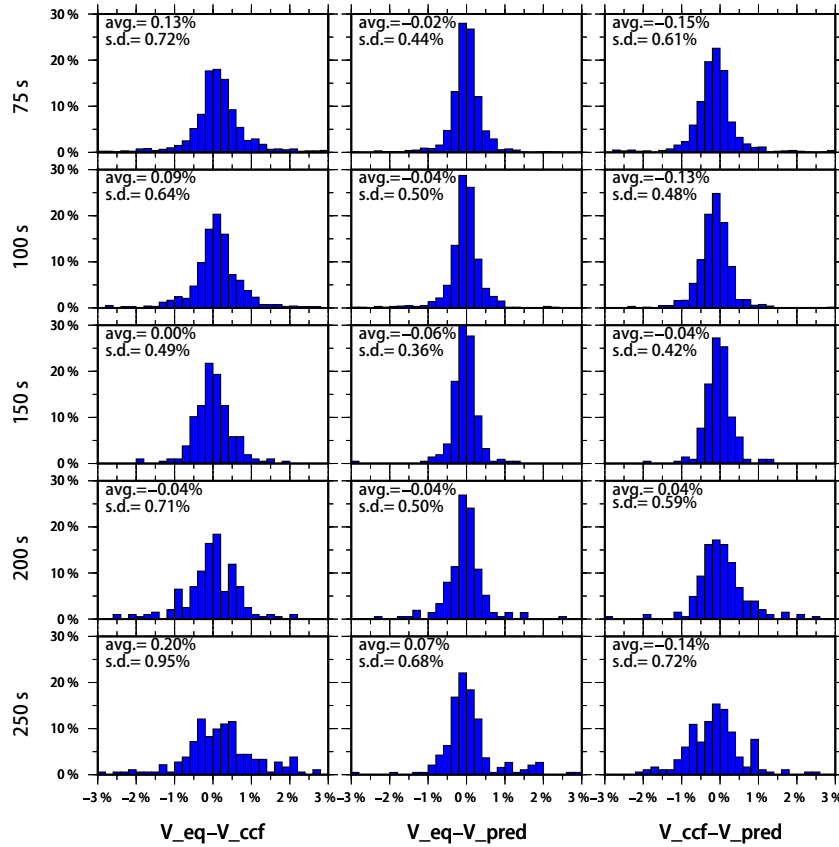 30 %
20 %
10 %
0 %
75 s
avg.= 0.13%
s.d.= 0.72%
avg.=−0.02%
s.d.= 0.44%
avg.=−0.15%
s.d.= 0.61%
30 %
20 %
10 %
0 %
100 s
avg.= 0.09%
s.d.= 0.64%
avg.=−0.04%
s.d.= 0.50%
avg.=−0.13%
s.d.= 0.48%
30 %
20 %
10 %
0 %
150 s
avg.= 0.00%
s.d.= 0.49%
avg.=−0.06%
s.d.= 0.36%
avg.=−0.04%
s.d.= 0.42%
30 %
20 %
10 %
0 %
200 s
avg.=−0.04%
s.d.= 0.71%
avg.=−0.04%
s.d.= 0.50%
avg.= 0.04%
s.d.= 0.59%
30 %
20 %
10 %
0 %
250 s
avg.= 0.20%
s.d.= 0.95%
avg.= 0.07%
s.d.= 0.68%
avg.=−0.14%
s.d.= 0.72%
−3 % −2 % −1 % 0 % 1 % 2 % 3 % −2 % −1 % 0 % 1 % 2 % 3 % −2 % −1 % 0 % 1 % 2 % 3 %
V_eq−V_ccf V_eq−V_pred V_ccf−V_pred